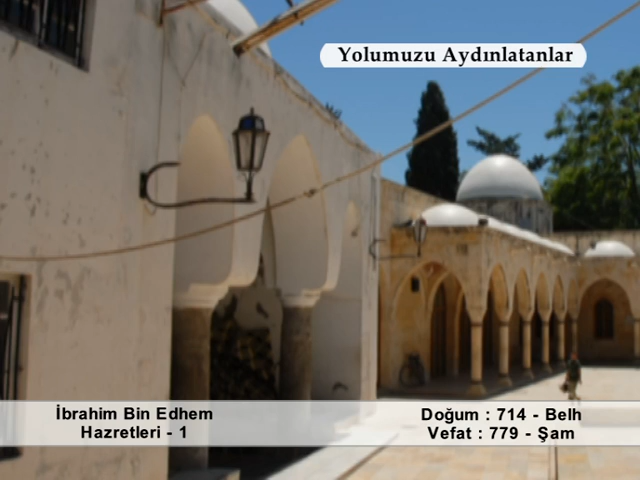 Yolumuzu Aydınlatanlar
İbrahim Bin Edhem
Hazretleri - 1
Doğum : 714 - Belh
Vefat : 779 - Şam